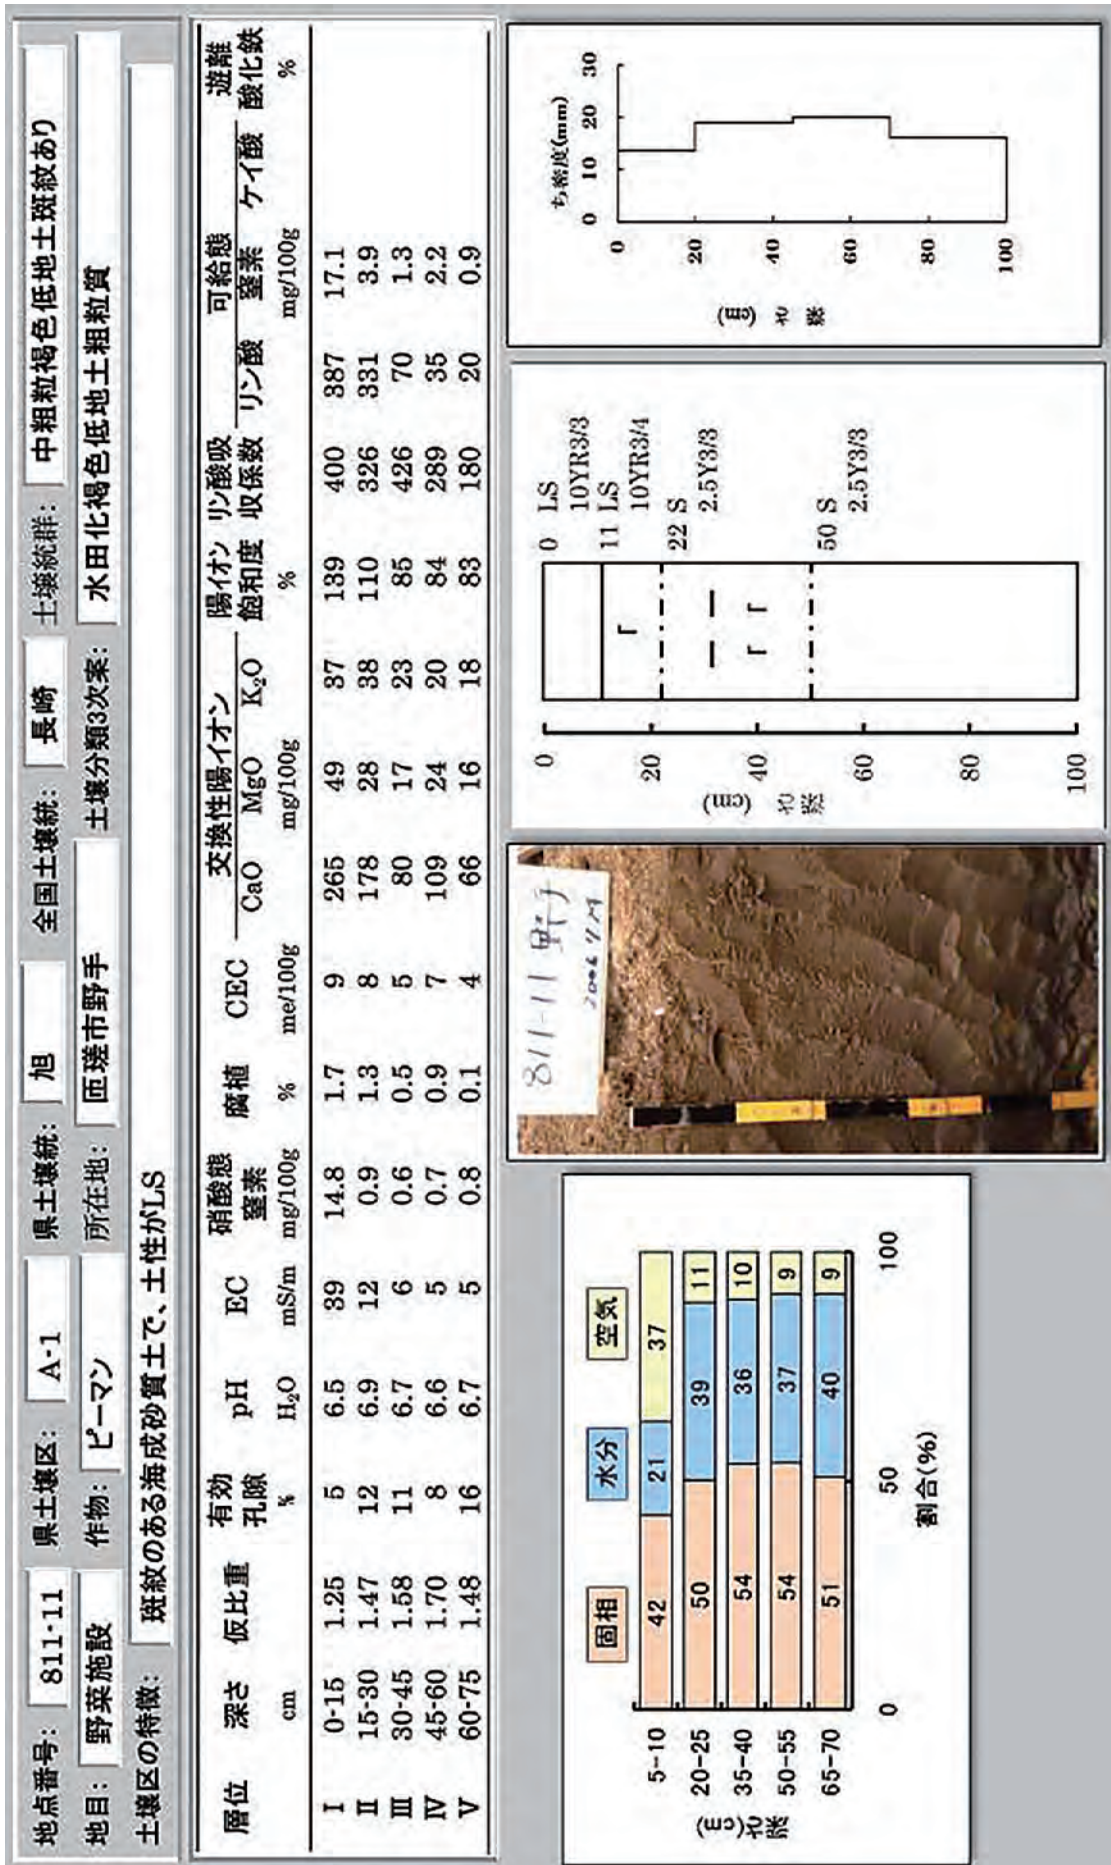 地点番号: 811-11 県土壌区: A-1 県土壌統: 旭 全国土壌統: 長崎 土壌統群: 中粗粒褐色低地土斑紋あり
地目: 野菜施設 作物: ピーマン 所在地: 匝瑳市野手 土壌分類3次案: 水田化褐色低地土粗粒質
土壌区の特徴: 斑紋のある海成砂質土で、土性がLS
層位 深さ 仮比重 有効孔隙 pH EC 硝酸態窒素 腐植 CEC 交換性陽イオン 陽イオン飽和度 リン酸吸収係数 可給態 遊離酸化鉄
CaO MgO K₂O リン酸 窒素 ケイ酸
cm % H₂O mS/m mg/100g % me/100g mg/100g % mg/100g %
I 0-15 1.25 5 6.5 39 14.8 1.7 9 265 49 87 139 400 387 17.1
II 15-30 1.47 12 6.9 12 0.9 1.3 8 178 28 38 110 326 331 3.9
III 30-45 1.58 11 6.7 6 0.6 0.5 5 80 17 23 85 426 70 1.3
IV 45-60 1.70 8 6.6 5 0.7 0.9 7 109 24 20 84 289 35 2.2
V 60-75 1.48 16 6.7 5 0.8 0.1 4 66 16 18 83 180 20 0.9
固相 水分 空気
深さ(cm)
5-10 42 21 37
20-25 50 39 11
35-40 54 36 10
50-55 54 37 9
65-70 51 40 9
0 50 100
割合(%)
811-11 野手
深さ (cm)
0
20
40
60
80
100
0 LS
10YR3/3
11 LS
10YR3/4
22 S
2.5Y3/3
50 S
2.5Y3/3
ち密度(mm)
0 10 20 30
深さ (cm)
0
20
40
60
80
100